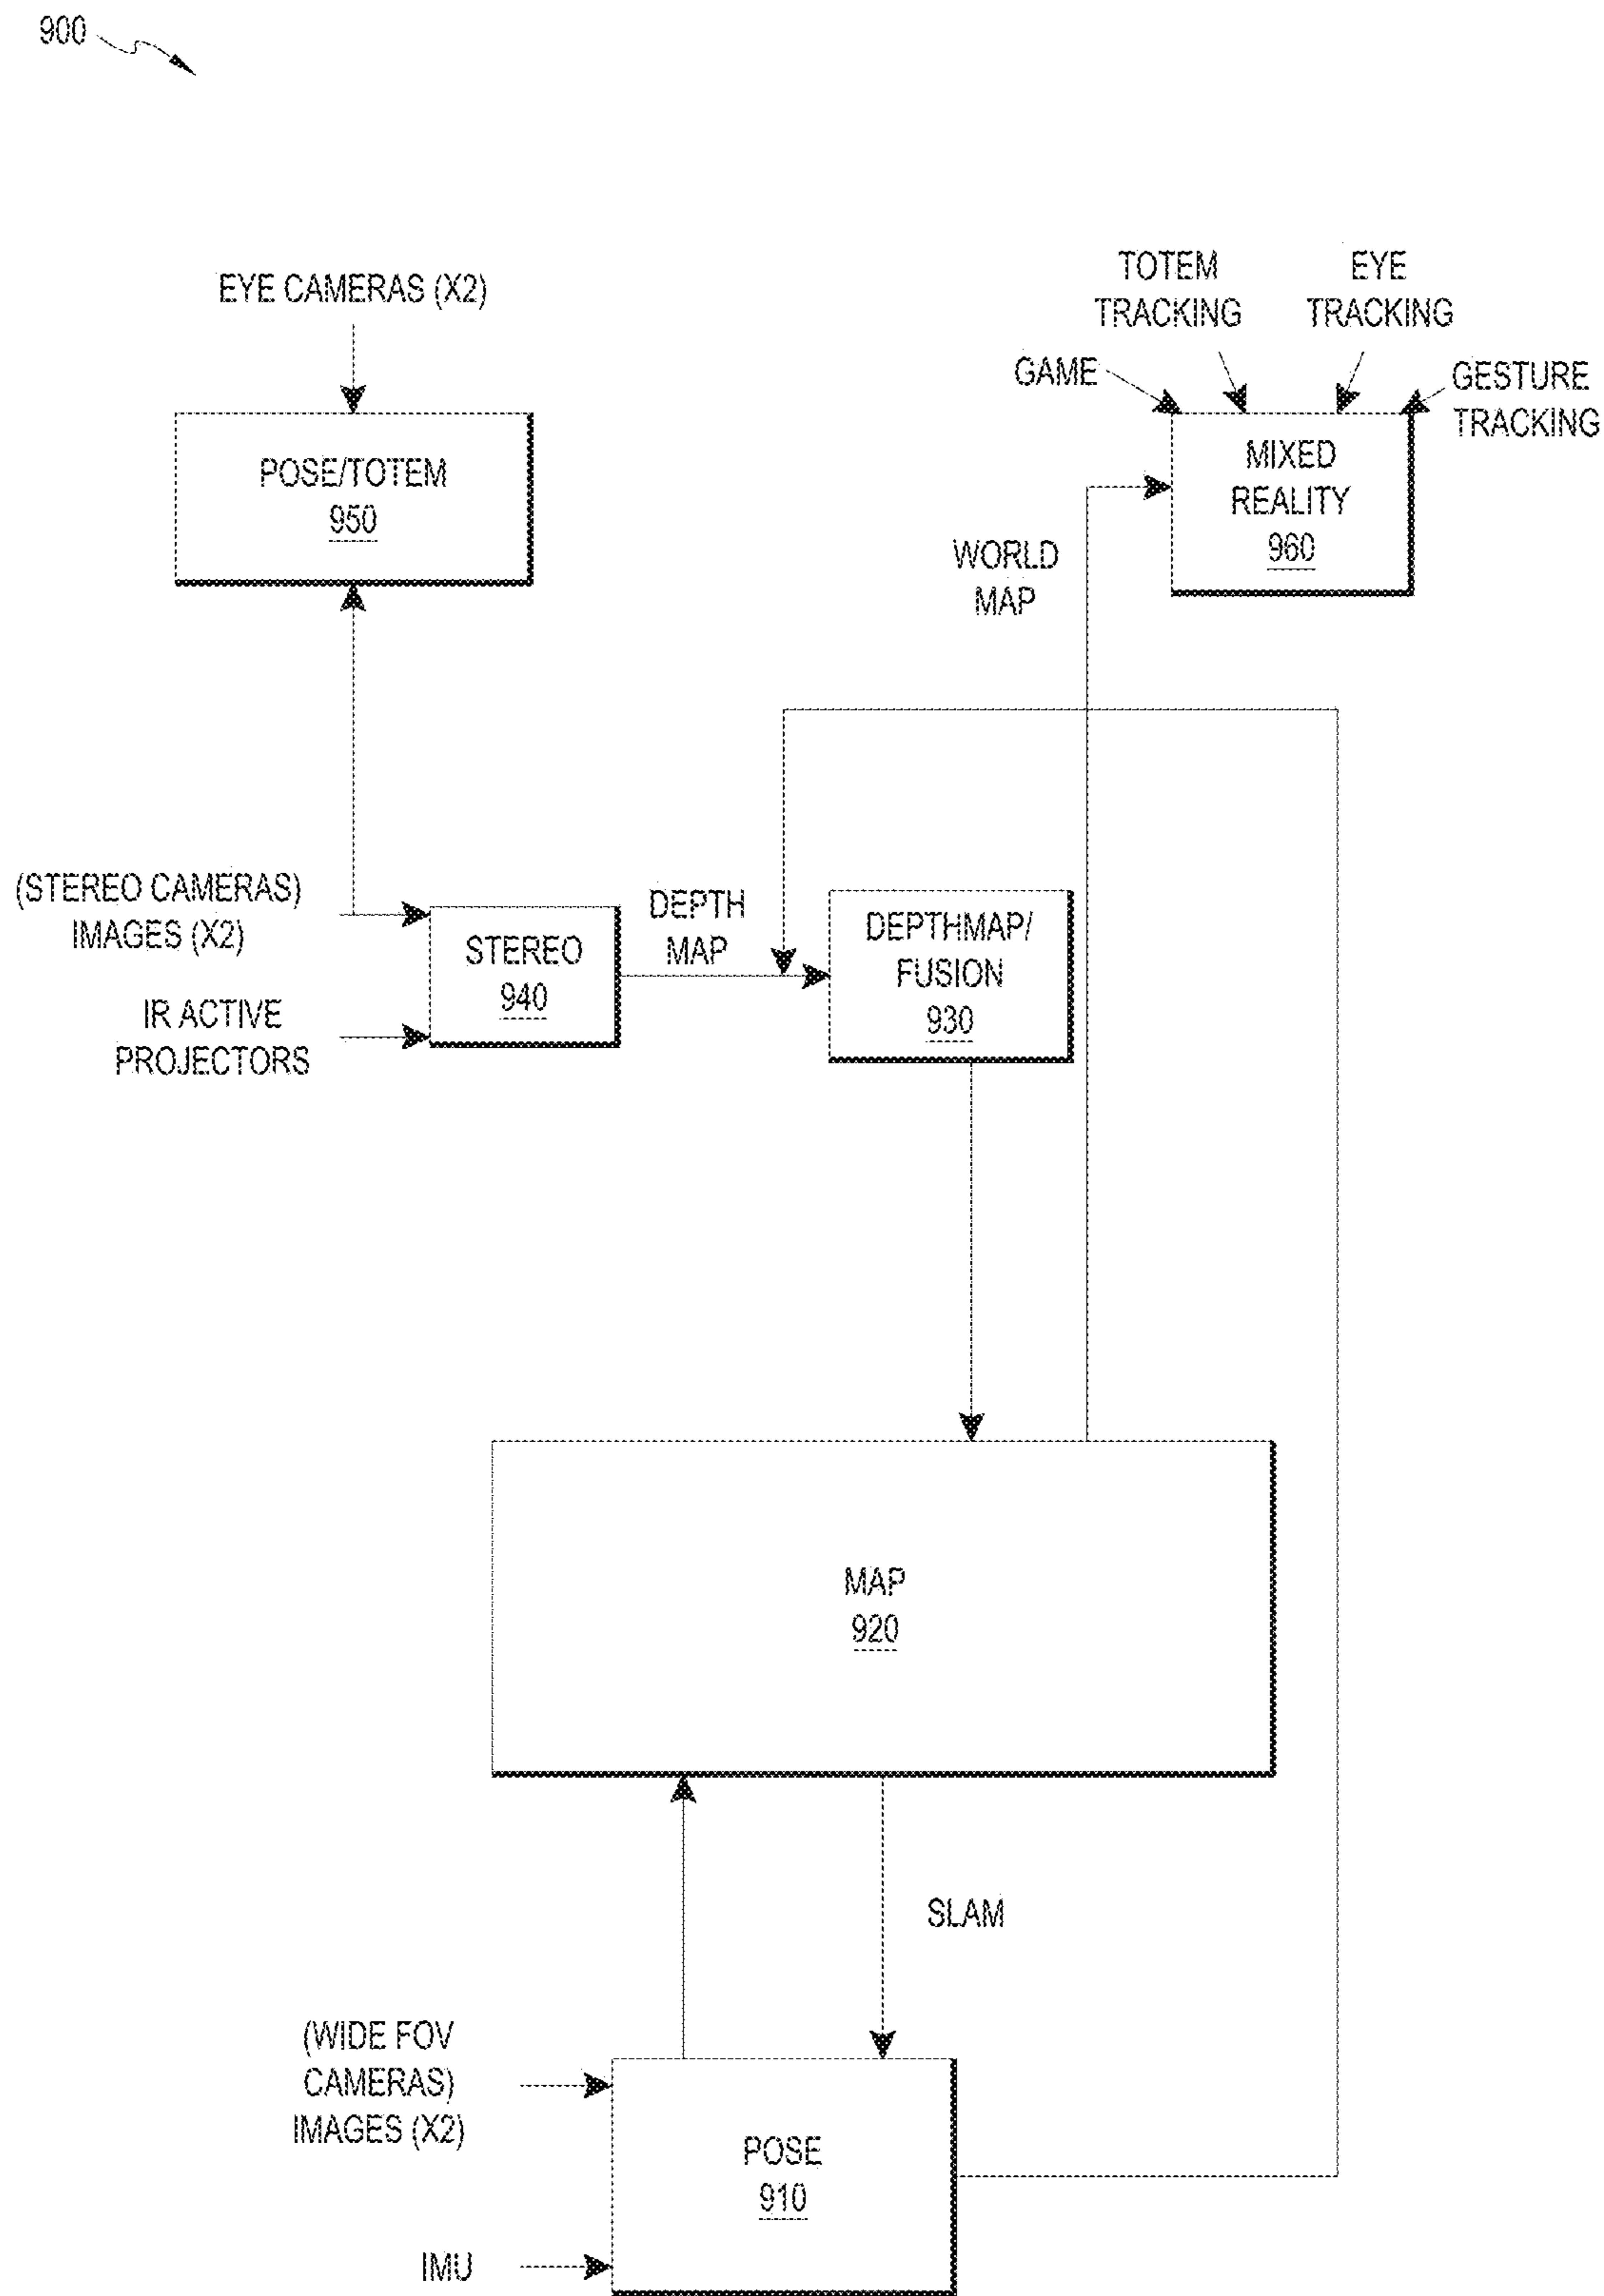 900
EYE CAMERAS (X2)
POSE/TOTEM
950
TOTEM
TRACKING
EYE
TRACKING
GAME
GESTURE
TRACKING
MIXED
REALITY
960
WORLD
MAP
(STEREO CAMERAS)
IMAGES (X2)
IR ACTIVE
PROJECTORS
STEREO
940
DEPTH
MAP
DEPTHMAP/
FUSION
930
MAP
920
SLAM
(WIDE FOV
CAMERAS)
IMAGES (X2)
IMU
POSE
910